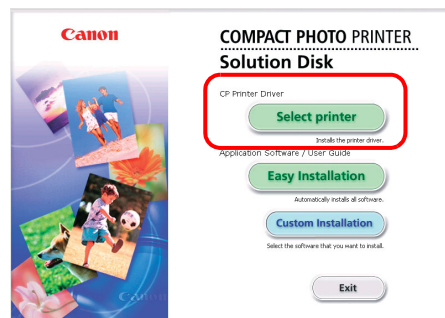 Canon
COMPACT PHOTO PRINTER
Solution Disk
CP Printer Driver
Select printer
Installs the printer driver.
Application Software / User Guide
Easy Installation
Automatically installs all software.
Custom Installation
Select the software that you want to install.
Exit
Canon